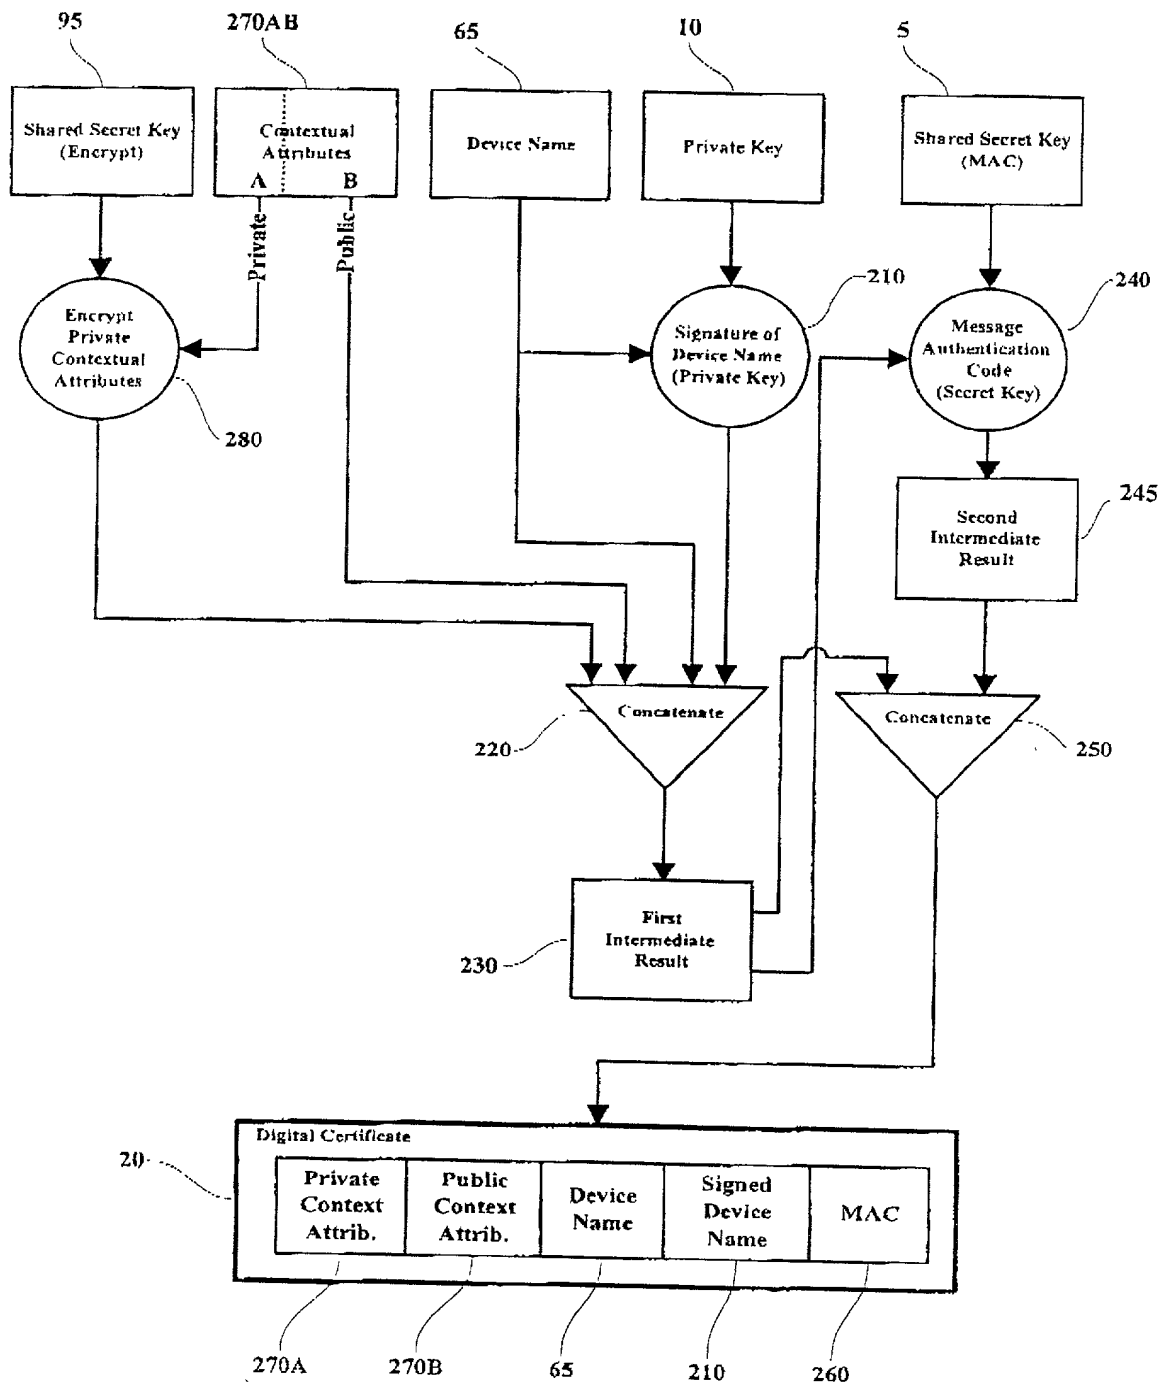 95
270AB
65
10
5
Shared Secret Key
(Encrypt)
Contextual
Attributes
A
B
Device Name
Private Key
Shared Secret Key
(MAC)
Private
Public
210
240
Encrypt
Private
Contextual
Attributes
Signature of
Device Name
(Private Key)
Message
Authentication
Code
(Secret Key)
280
245
Second
Intermediate
Result
Concatenate
Concatenate
220
250
First
Intermediate
Result
230
Digital Certificate
20
Private
Context
Attrib.
Public
Context
Attrib.
Device
Name
Signed
Device
Name
MAC
270A
270B
65
210
260